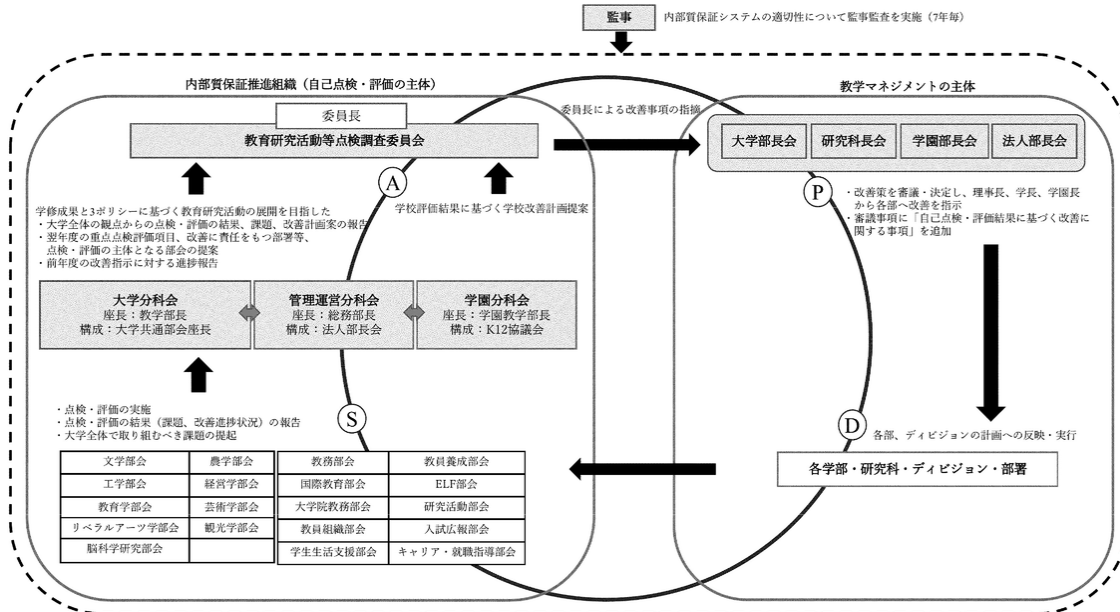 監事
内部質保証システムの適切性について監事監査を実施（7年毎）
内部質保証推進組織（自己点検・評価の主体）
教学マネジメントの主体
委員長
教育研究活動等点検調査委員会
委員長による改善事項の指摘
大学部長会
研究科長会
学園部長会
法人部長会
A
P
学修成果と3ポリシーに基づく教育研究活動の展開を目指した
・大学全体の観点からの点検・評価の結果、課題、改善計画案の報告
・翌年度の重点点検評価項目、改善に責任をもつ部署等、
点検・評価の主体となる部会の提案
・前年度の改善指示に対する進捗報告
学校評価結果に基づく学校改善計画提案
・改善策を審議・決定し、理事長、学長、学園長
から各部へ改善を指示
・審議事項に「自己点検・評価結果に基づく改善に
関する事項」を追加
大学分科会
座長：教学部長
構成：大学共通部会座長
管理運営分科会
座長：総務部長
構成：法人部長会
学園分科会
座長：学園教学部長
構成：K12協議会
・点検・評価の実施
・点検・評価の結果（課題、改善進捗状況）の報告
・大学全体で取り組むべき課題の提起
S
D
各部、ディビジョンの計画への反映・実行
各学部・研究科・ディビジョン・部署
文学部会
農学部会
教務部会
教員養成部会
工学部会
経営学部会
国際教育部会
ELF部会
教育学部会
芸術学部会
大学院教務部会
研究活動部会
リベラルアーツ学部会
観光学部会
教員組織部会
入試広報部会
脳科学研究部会
学生生活支援部会
キャリア・就職指導部会